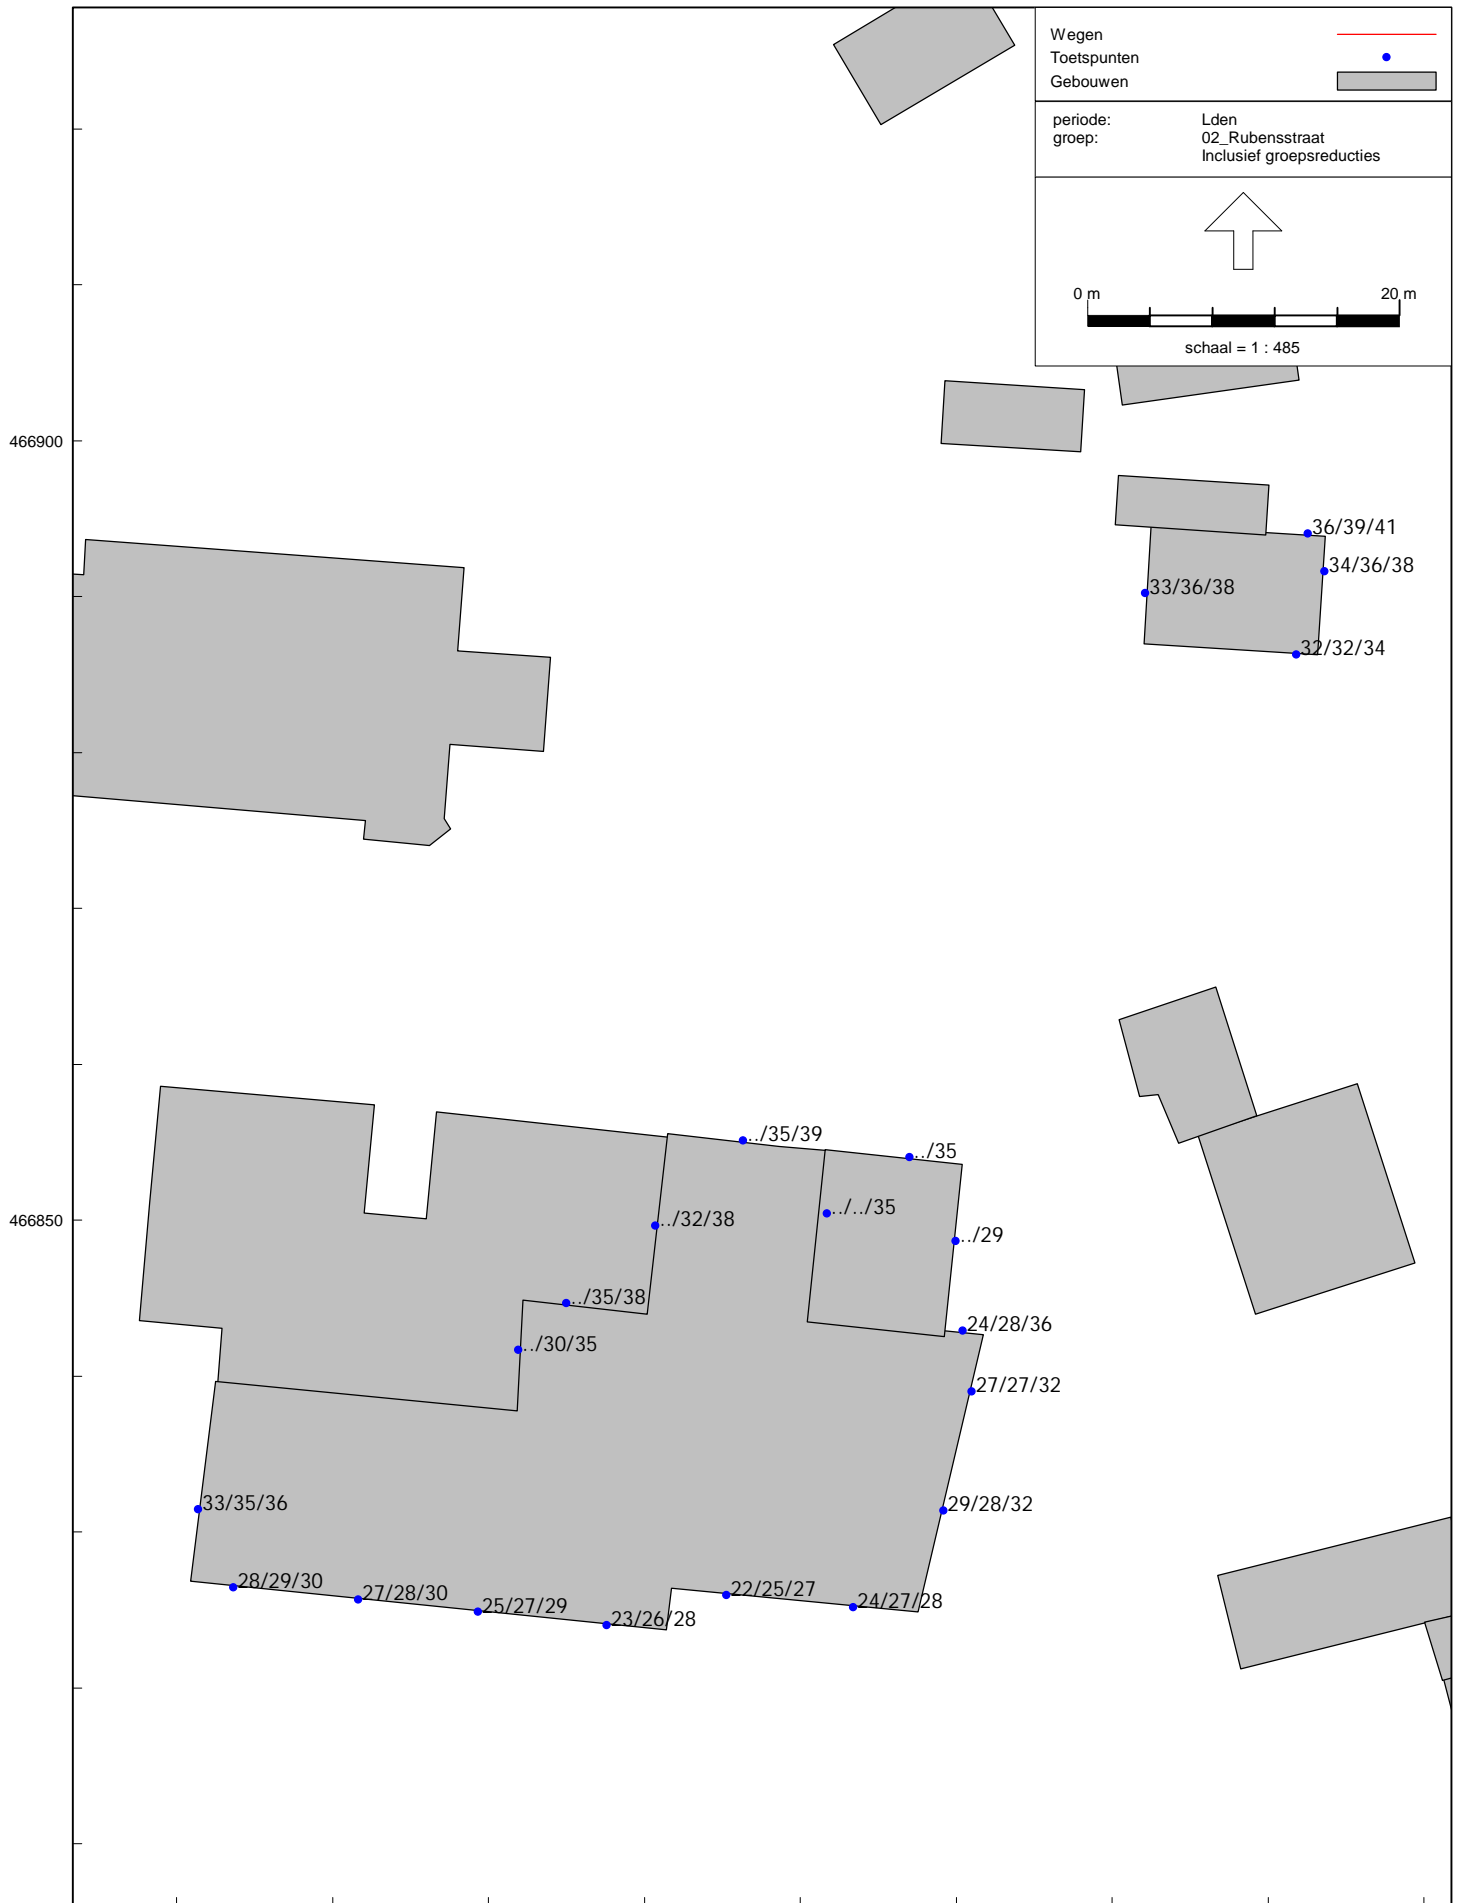 Wegen
Toetspunten
Gebouwen
periode: Lden
groep: 02_Rubensstraat
Inclusief groepsreducties
0 m 20 m
schaal = 1 : 485
466900
36/39/41
34/36/38
33/36/38
32/32/34
../35/39
../35
../../35
466850
../32/38
../29
../35/38
24/28/36
../30/35
27/27/32
33/35/36
29/28/32
28/29/30
27/28/30
22/25/27
25/27/29
24/27/28
23/26/28